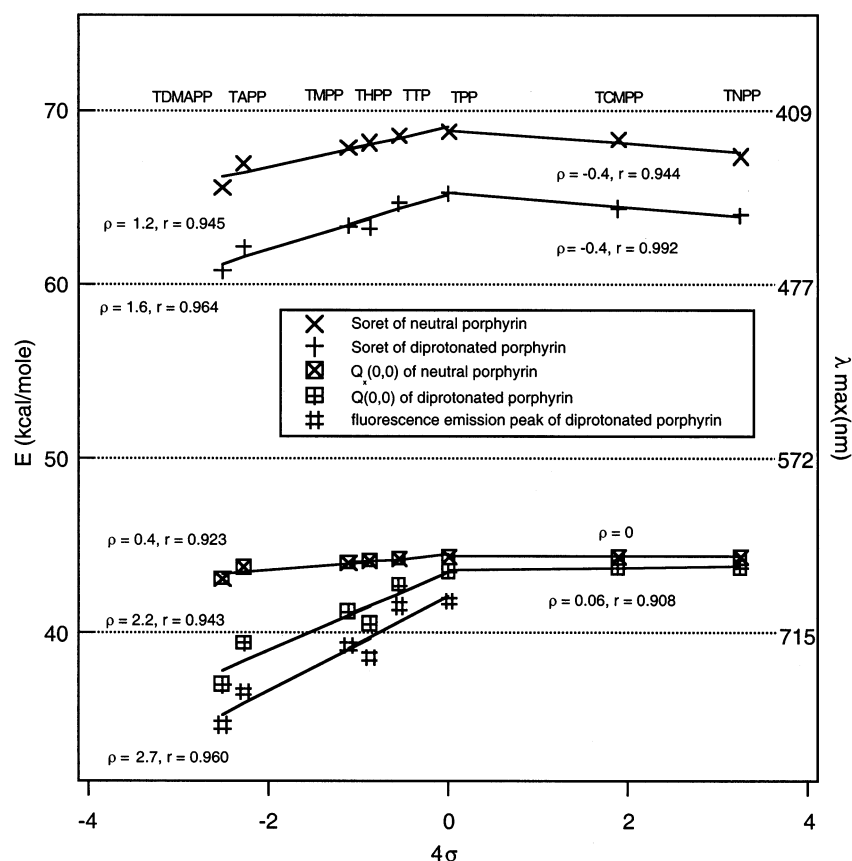 TDMAPP TAPP TMPP THPP TTP TPP TCMPP TNPP
70 409
ρ = -0.4, r = 0.944
ρ = 1.2, r = 0.945
ρ = -0.4, r = 0.992
60 477
ρ = 1.6, r = 0.964
Soret of neutral porphyrin
Soret of diprotonated porphyrin
Qx(0,0) of neutral porphyrin
Q(0,0) of diprotonated porphyrin
fluorescence emission peak of diprotonated porphyrin
E (kcal/mole)
λ max(nm)
50 572
ρ = 0.4, r = 0.923
ρ = 0
ρ = 0.06, r = 0.908
ρ = 2.2, r = 0.943
40 715
ρ = 2.7, r = 0.960
-4 -2 0 2 4
4σ